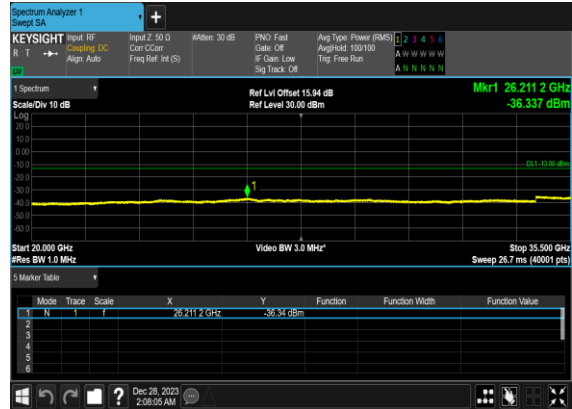 Spectrum Analyzer 1
Swept SA
+
KEYSIGHT Input: RF Input Z: 50 Ω #Atten: 30 dB PNO: Fast Avg Type: Power (RMS) 1 2 3 4 5 6
R T Coupling: DC Corr CCorr Gate: Off Avg|Hold: 100/100 A W W W W W
Align: Auto Freq Ref: Int (S) IF Gain: Low Trig: Free Run
Sig Track: Off A N N N N N
1 Spectrum Ref Lvl Offset 15.94 dB Mkr1 26.211 2 GHz
Scale/Div 10 dB Ref Level 30.00 dBm -36.337 dBm
Log
20.0
10.0
0.00
-10.0 DL1 -13.00 dBm
-20.0
-30.0 1
-40.0
-50.0
-60.0
Start 20.000 GHz Video BW 3.0 MHz* Stop 35.500 GHz
#Res BW 1.0 MHz Sweep 26.7 ms (40001 pts)
5 Marker Table
Mode Trace Scale X Y Function Function Width Function Value
1 N 1 f 26.211 2 GHz -36.34 dBm
2
3
4
5
6
? Dec 28, 2023
2:08:05 AM